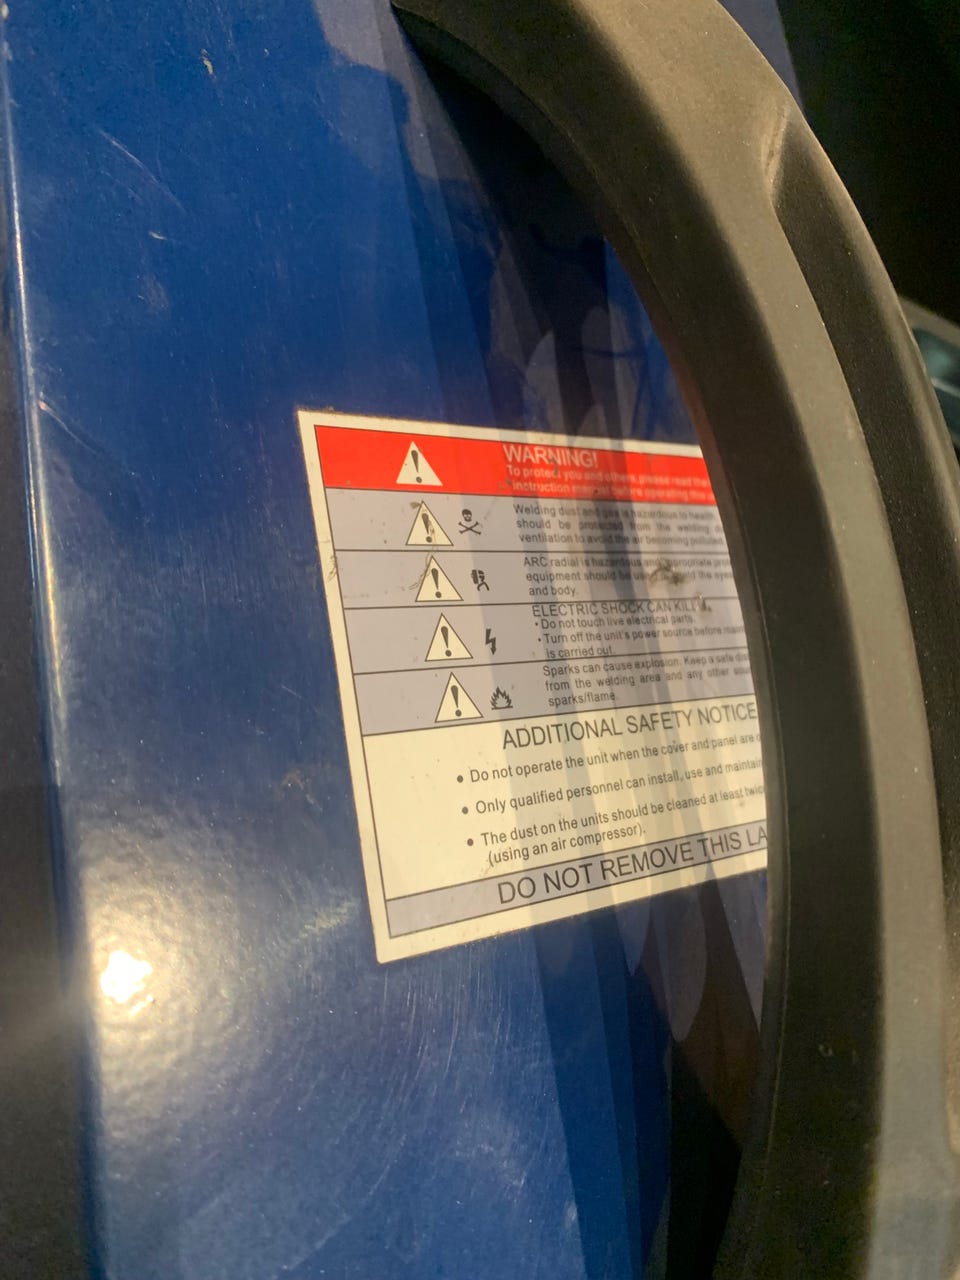 WARNING!
To protect you and others, please read the
instruction manual before operating this
Welding dust and gas is hazardous to health,
should be protected from the welding
ventilation to avoid the air becoming polluted.
ARC radial is hazardous and appropriate
equipment should be the eyes
and body.
ELECTRIC SHOCK CAN KILL
• Do not touch live electrical parts.
• Turn off the unit's power source before
is carried out.
Sparks can cause explosion. Keep a safe
from the welding area and any other
sparks/flame
ADDITIONAL SAFETY NOTICE
• Do not operate the unit when the cover and panel are
• Only qualified personnel can install, use and maintain
• The dust on the units should be cleaned at least
(using an air compressor).
DO NOT REMOVE THIS LA